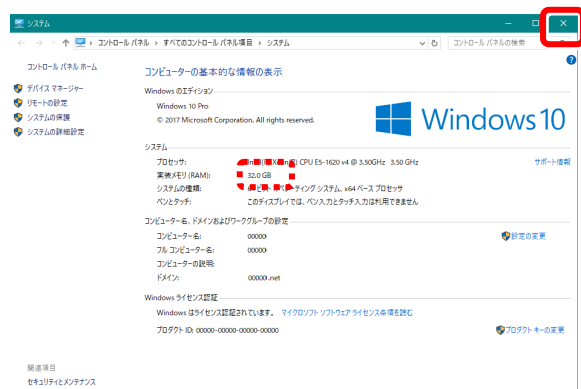 システム
コントロール パネル › すべてのコントロール パネル項目 › システム
コントロール パネルの検索
コントロール パネル ホーム
デバイス マネージャー
リモートの設定
システムの保護
システムの詳細設定
コンピューターの基本的な情報の表示
Windows のエディション
Windows 10 Pro
© 2017 Microsoft Corporation. All rights reserved.
Windows 10
システム
プロセッサ: CPU E5-1620 v4 @ 3.50GHz 3.50 GHz
サポート情報
実装メモリ (RAM): 32.0 GB
システムの種類: ティング システム、x64 ベース プロセッサ
ペンとタッチ: このディスプレイでは、ペン入力とタッチ入力は利用できません
コンピューター名、ドメインおよびワークグループの設定
コンピューター名: 00000
設定の変更
フル コンピューター名: 00000
コンピューターの説明:
ドメイン: 00000.net
Windows ライセンス認証
Windows はライセンス認証されています。 マイクロソフト ソフトウェア ライセンス条項を読む
プロダクト ID: 00000-00000-00000-00000
プロダクト キーの変更
関連項目
セキュリティとメンテナンス